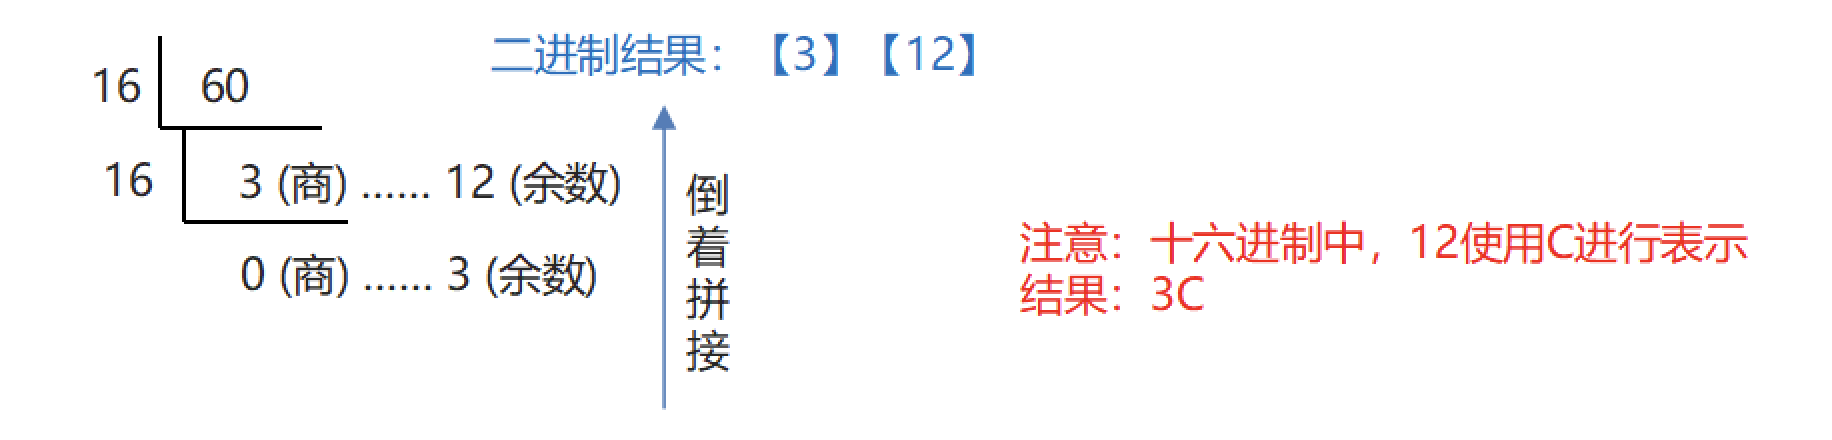 二进制结果：【3】【12】
16 60
16 3 (商) …… 12 (余数)
0 (商) …… 3 (余数)
倒着拼接
注意：十六进制中，12使用C进行表示
结果：3C